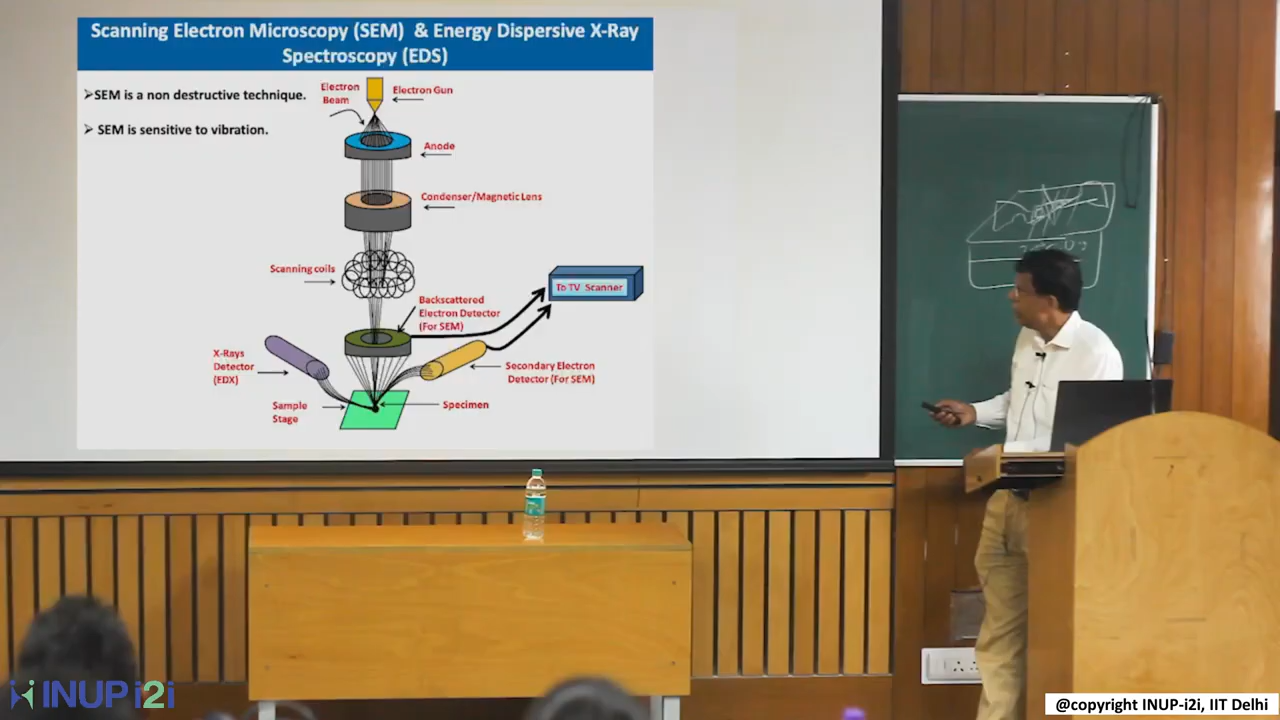 Scanning Electron Microscopy (SEM) & Energy Dispersive X-Ray
Spectroscopy (EDS)
➢SEM is a non destructive technique.
➢ SEM is sensitive to vibration.
Electron
Beam
Electron Gun
Anode
Condenser/Magnetic Lens
Scanning coils
Backscattered
Electron Detector
(For SEM)
To TV Scanner
X-Rays
Detector
(EDX)
Secondary Electron
Detector (For SEM)
Sample
Stage
Specimen
INUP i2i
@copyright INUP-i2i, IIT Delhi